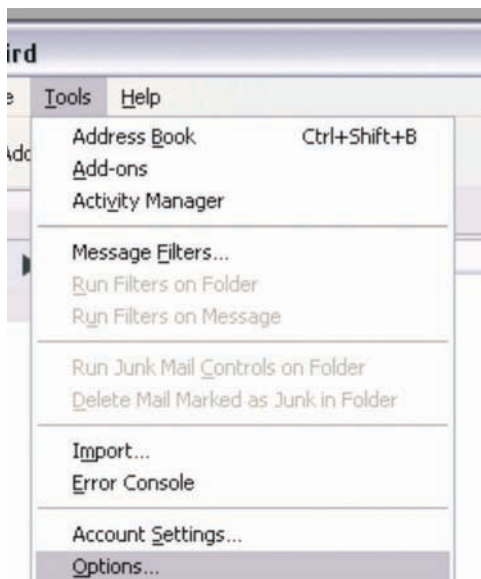 ird
e Tools Help
Add
Address Book Ctrl+Shift+B
Add-ons
Activity Manager
Message Filters...
Run Filters on Folder
Run Filters on Message
Run Junk Mail Controls on Folder
Delete Mail Marked as Junk in Folder
Import...
Error Console
Account Settings...
Options...